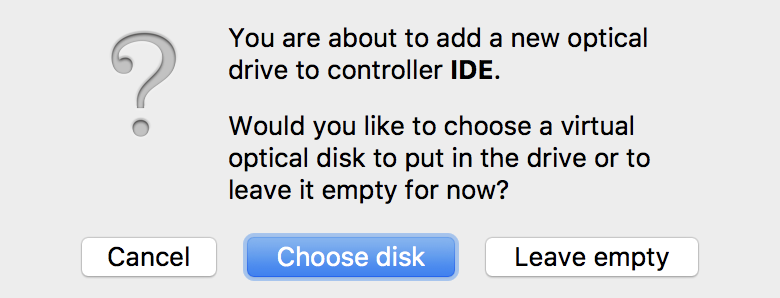 You are about to add a new optical
drive to controller IDE.
Would you like to choose a virtual
optical disk to put in the drive or to
leave it empty for now?
Cancel
Choose disk
Leave empty